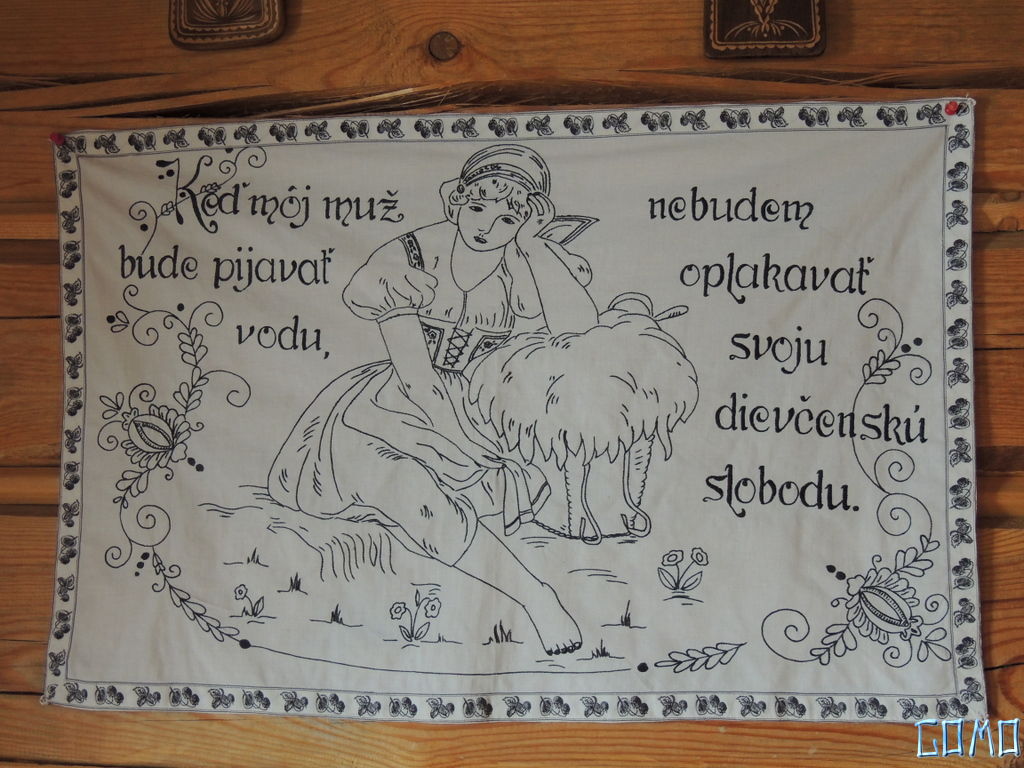 Keď môj muž
bude pijavať
vodu,
nebudem
oplakavať
svoju
dievčenskú
slobodu.
GOMO